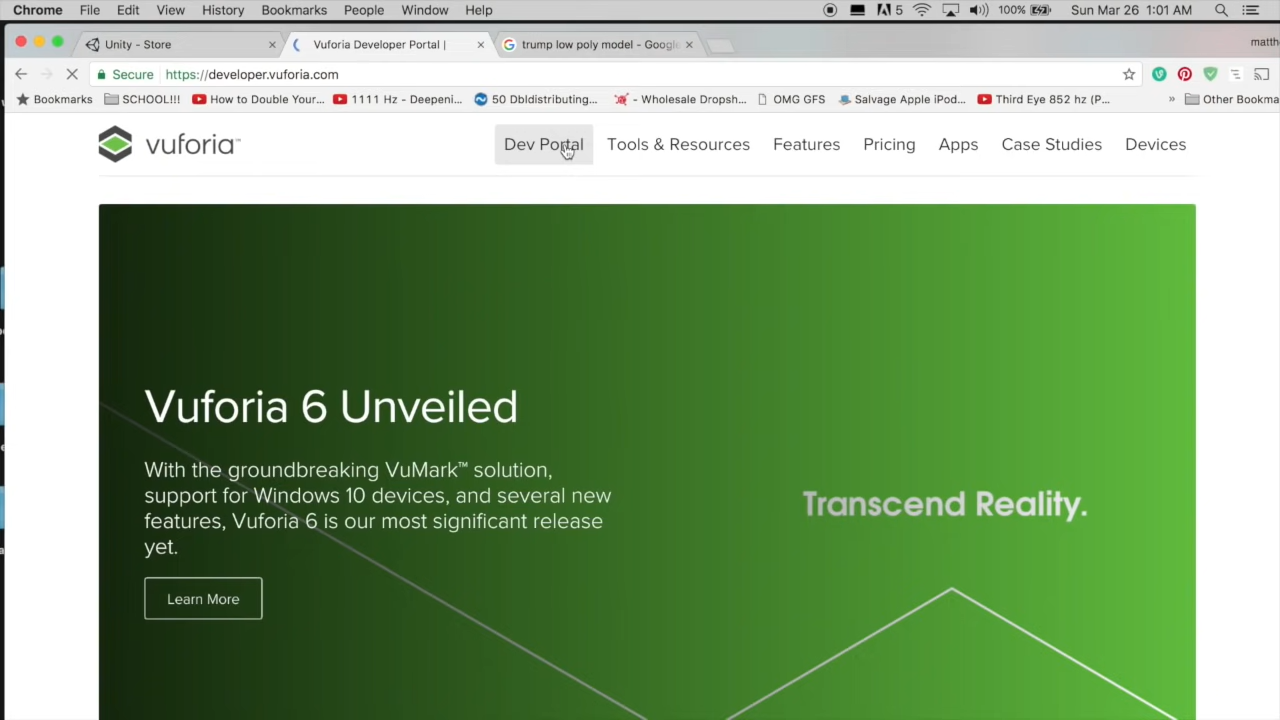 Chrome File Edit View History Bookmarks People Window Help 5 100% Sun Mar 26 1:01 AM
Unity - Store Vuforia Developer Portal | trump low poly model - Google matthe
Secure https://developer.vuforia.com
Bookmarks SCHOOL!!! How to Double Your... 1111 Hz - Deepeni... 50 Dbldistributing... - Wholesale Dropsh... OMG GFS Salvage Apple iPod... Third Eye 852 hz (P... » Other Bookma
vuforia™ Dev Portal Tools & Resources Features Pricing Apps Case Studies Devices
Vuforia 6 Unveiled
With the groundbreaking VuMark™ solution,
support for Windows 10 devices, and several new
features, Vuforia 6 is our most significant release
yet.
Transcend Reality.
Learn More